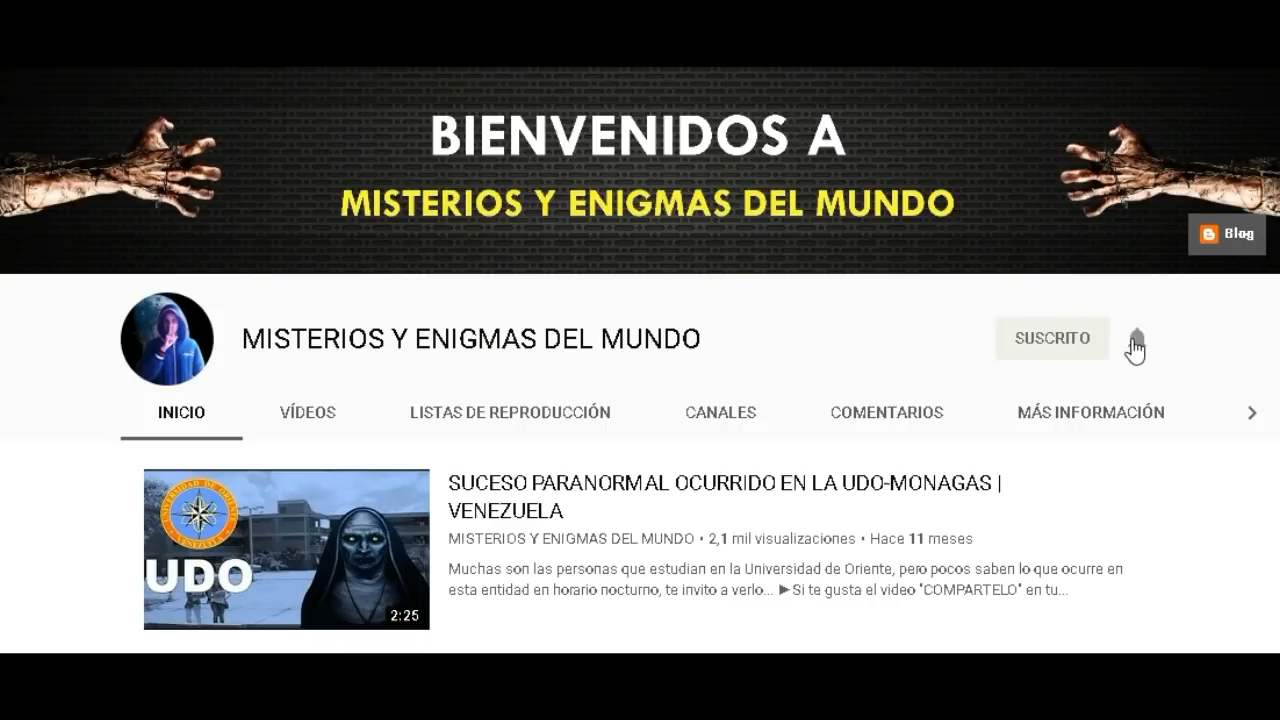 BIENVENIDOS A
MISTERIOS Y ENIGMAS DEL MUNDO
Blog
MISTERIOS Y ENIGMAS DEL MUNDO
SUSCRITO
INICIO VÍDEOS LISTAS DE REPRODUCCIÓN CANALES COMENTARIOS MÁS INFORMACIÓN
UNIVERSIDAD DE ORIENTE
VENEZUELA
UDO
2:25
SUCESO PARANORMAL OCURRIDO EN LA UDO-MONAGAS |
VENEZUELA
MISTERIOS Y ENIGMAS DEL MUNDO • 2,1 mil visualizaciones • Hace 11 meses
Muchas son las personas que estudian en la Universidad de Oriente, pero pocos saben lo que ocurre en
esta entidad en horario nocturno, te invito a verlo... ►Si te gusta el video "COMPARTELO" en tu...